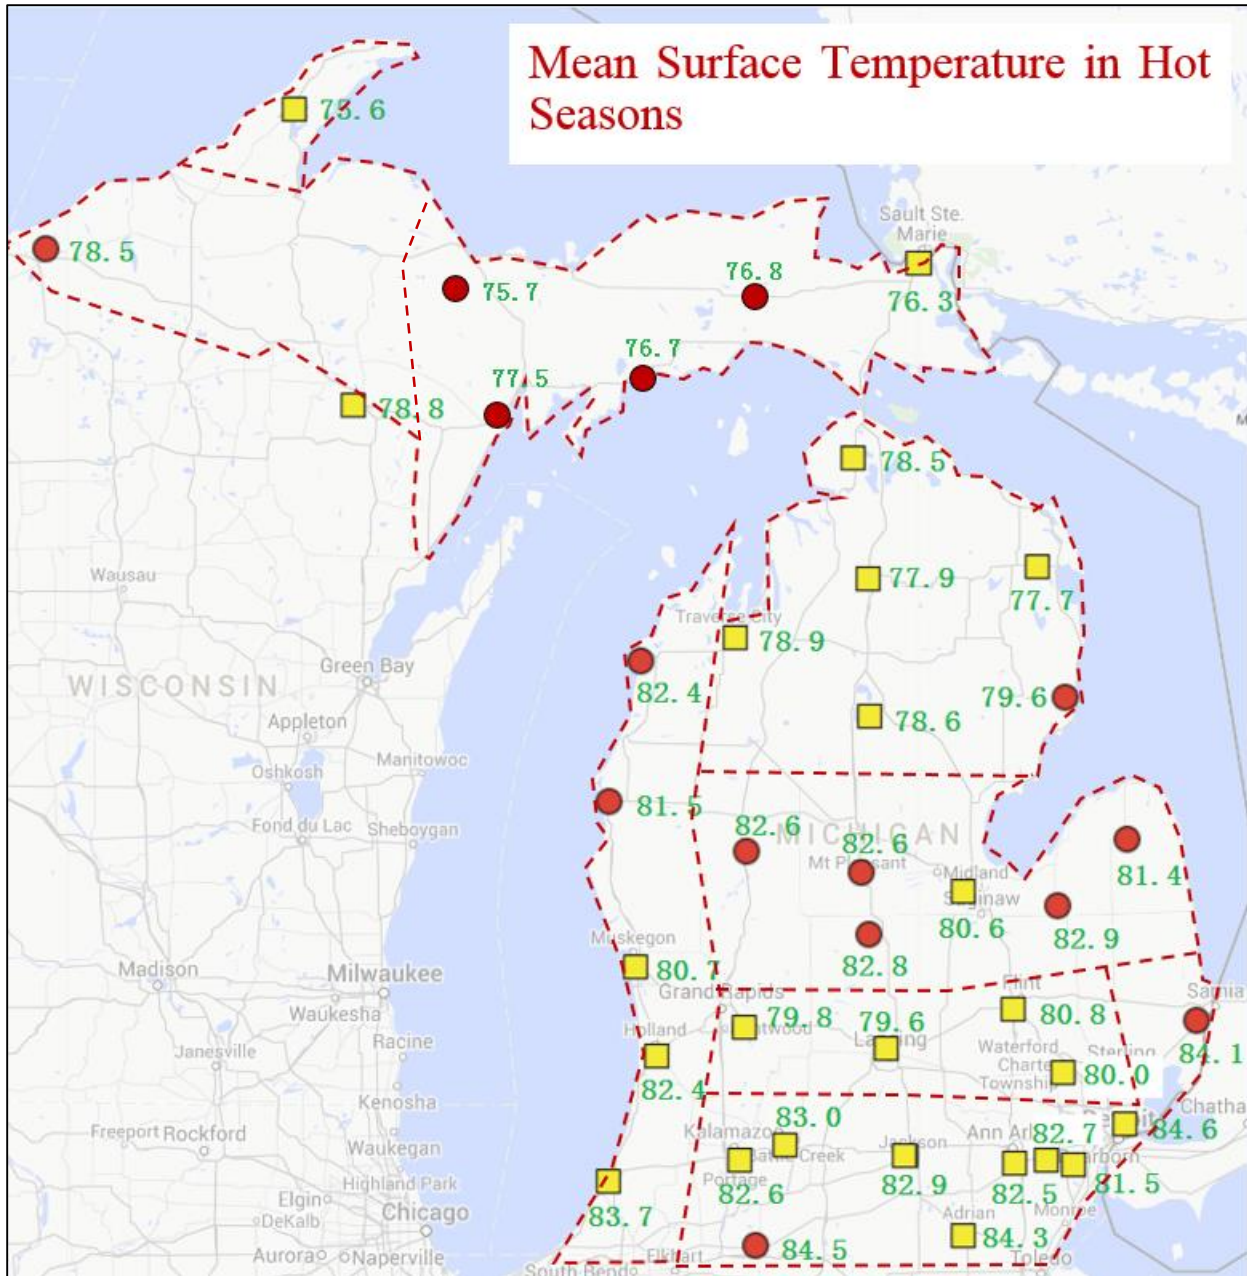 Mean Surface Temperature in Hot
Seasons
75.6
Sault Ste.
Marie
78.5
76.8
75.7
76.3
76.7
77.5
78.8
78.5
Wausau
77.9
77.7
Traverse City
78.9
Green Bay
WISCONSIN
82.4
79.6
Appleton
78.6
Manitowoc
Oshkosh
81.5
Fond du Lac
Sheboygan
82.6
MICHIGAN
82.6
Mt Pleasant
Midland
81.4
Saginaw
80.6
82.9
Muskegon
82.8
Madison
Milwaukee
80.7
Grand Rapids
Flint
Sarnia
Waukesha
79.8
79.6
80.8
Holland
Lansing
Racine
Janesville
Waterford
Charter
Township
Sterling
84.1
82.4
80.0
Kenosha
83.0
Chatha
Freeport
Rockford
Waukegan
Kalamazoo
Battle Creek
Jackson
Ann Arb
82.7
84.6
Highland Park
Portage
82.6
82.9
82.5
81.5
Elgin
DeKalb
83.7
Chicago
Adrian
Monroe
84.3
Aurora
Naperville
84.5
Elkhart
South Bend
Toledo